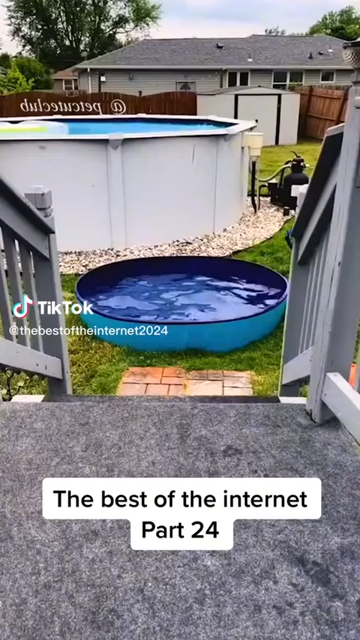 @petcuteclub
TikTok
@thebestoftheinternet2024
The best of the internet
Part 24